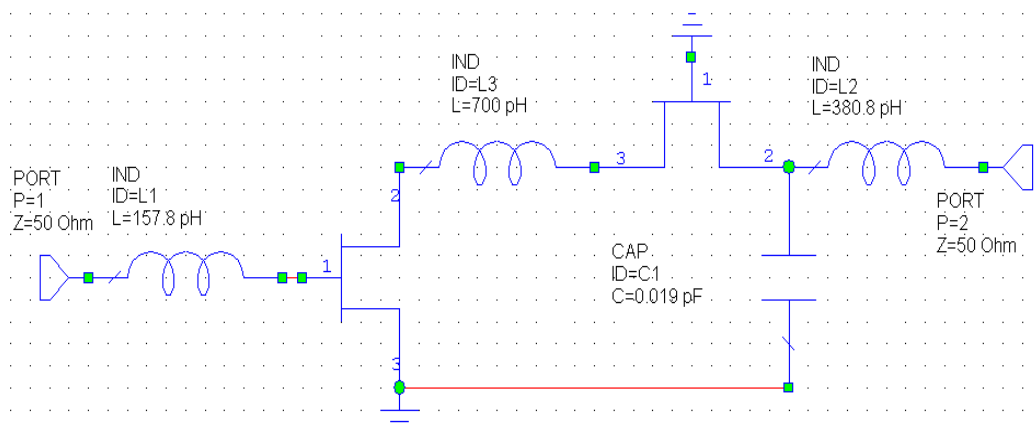 IND
ID=L3
L=700 pH
1
IND
ID=L2
L=380.8 pH
3
2
PORT
P=1
Z=50 Ohm
IND
ID=L1
L=157.8 pH
2
1
CAP
ID=C1
C=0.019 pF
PORT
P=2
Z=50 Ohm
3